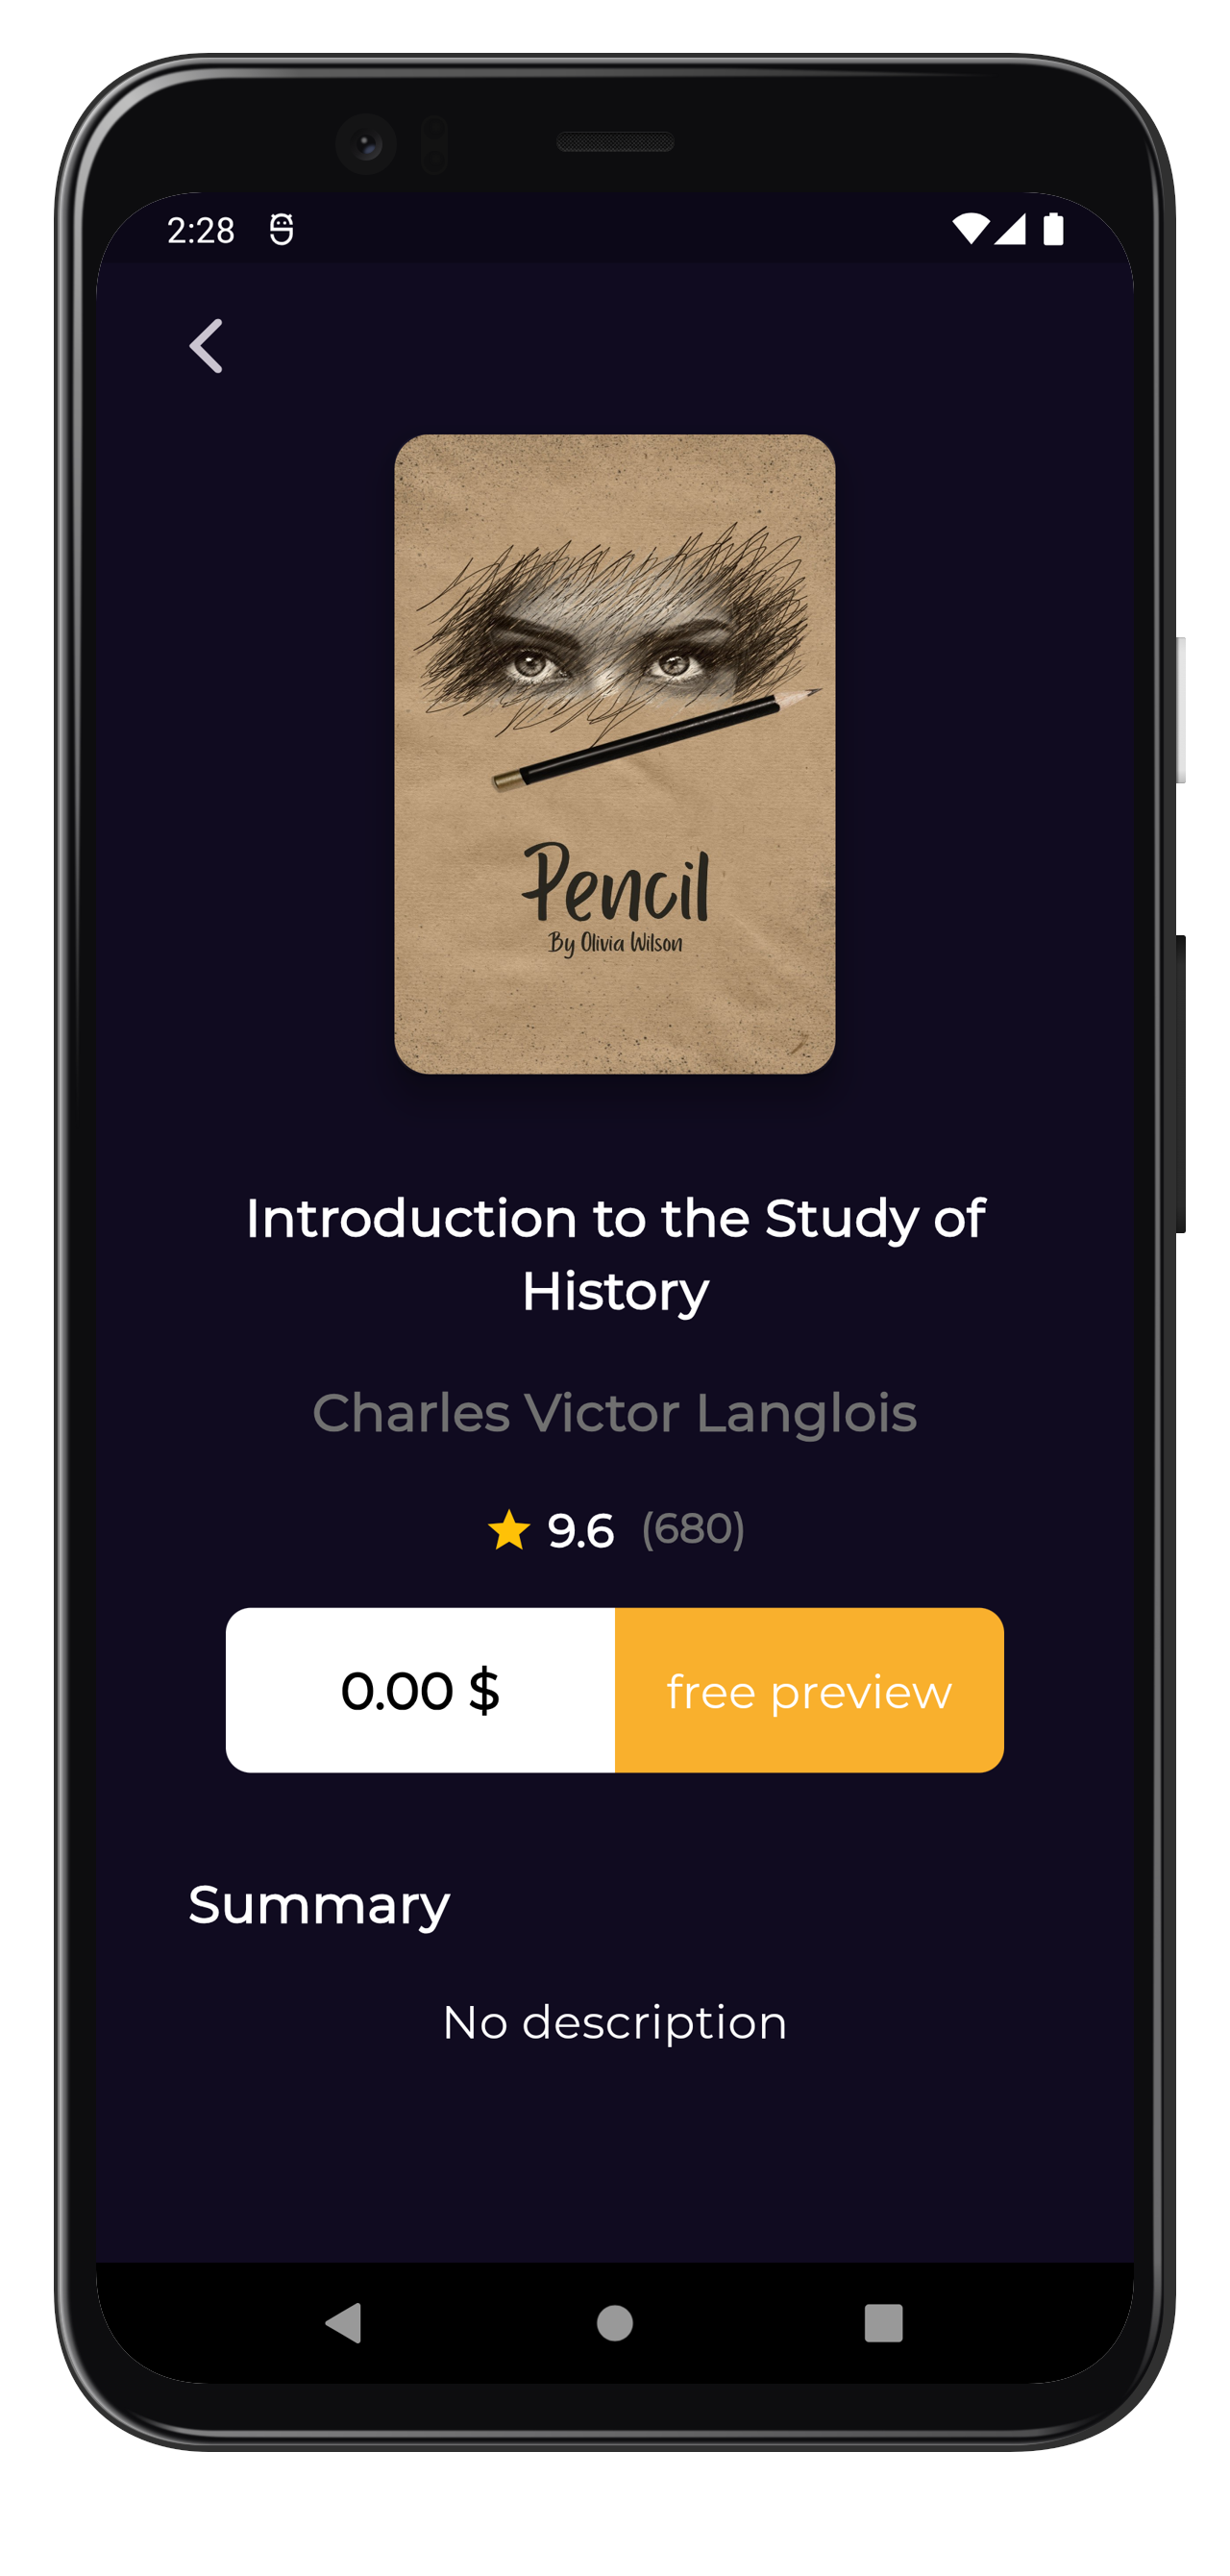 2:28
Pencil
By Olivia Wilson
Introduction to the Study of
History
Charles Victor Langlois
9.6 (680)
0.00 $
free preview
Summary
No description